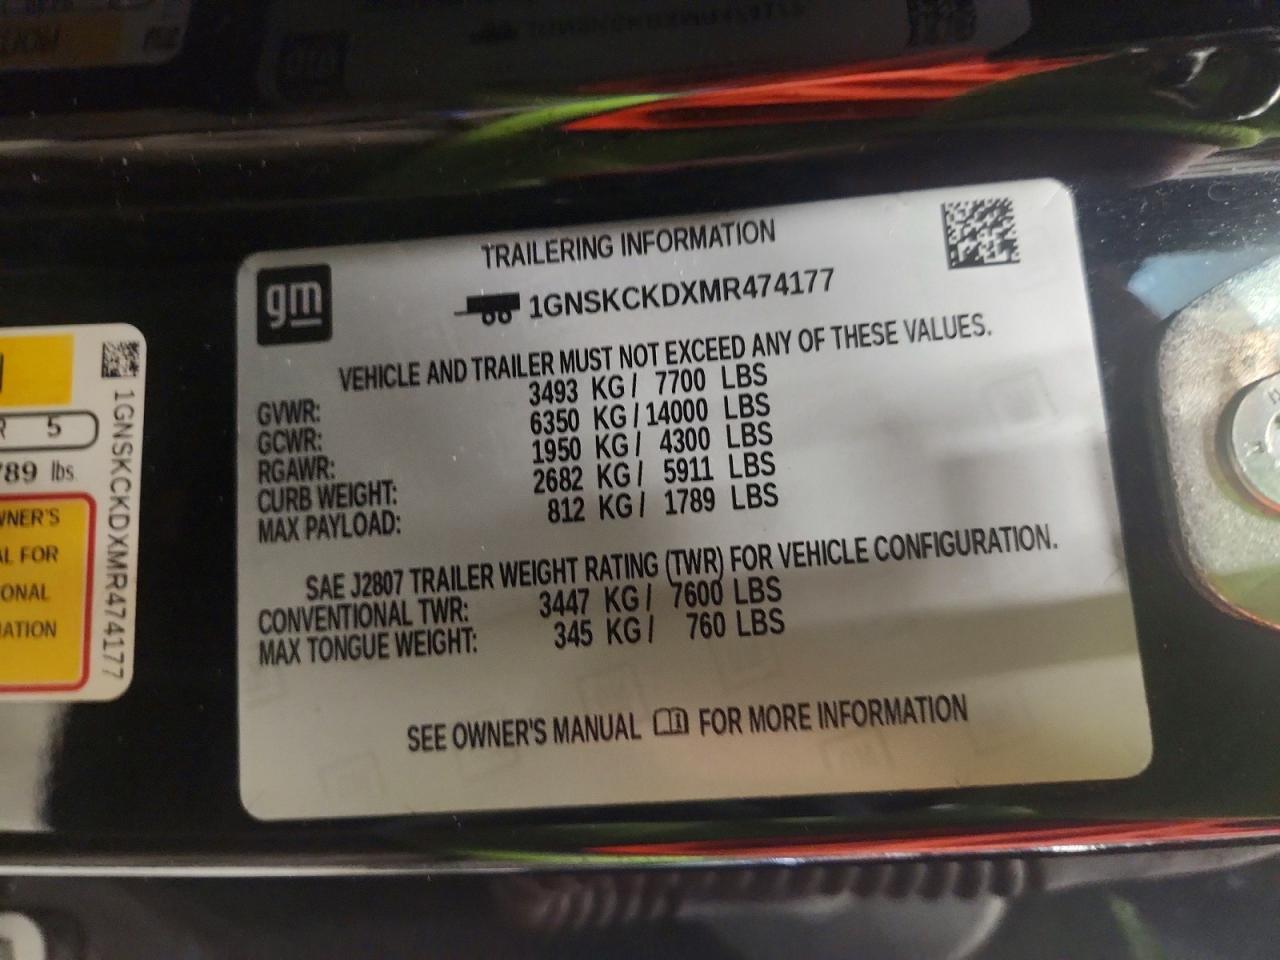 TRAILERING INFORMATION
gm
1GNSKCKDXMR474177
VEHICLE AND TRAILER MUST NOT EXCEED ANY OF THESE VALUES.
GVWR: 3493 KG / 7700 LBS
GCWR: 6350 KG / 14000 LBS
RGAWR: 1950 KG / 4300 LBS
CURB WEIGHT: 2682 KG / 5911 LBS
MAX PAYLOAD: 812 KG / 1789 LBS
SAE J2807 TRAILER WEIGHT RATING (TWR) FOR VEHICLE CONFIGURATION.
CONVENTIONAL TWR: 3447 KG / 7600 LBS
MAX TONGUE WEIGHT: 345 KG / 760 LBS
SEE OWNER'S MANUAL FOR MORE INFORMATION
R 5
789 lbs.
WNER'S
AL FOR
ONAL
MATION
1GNSKCKDXMR474177